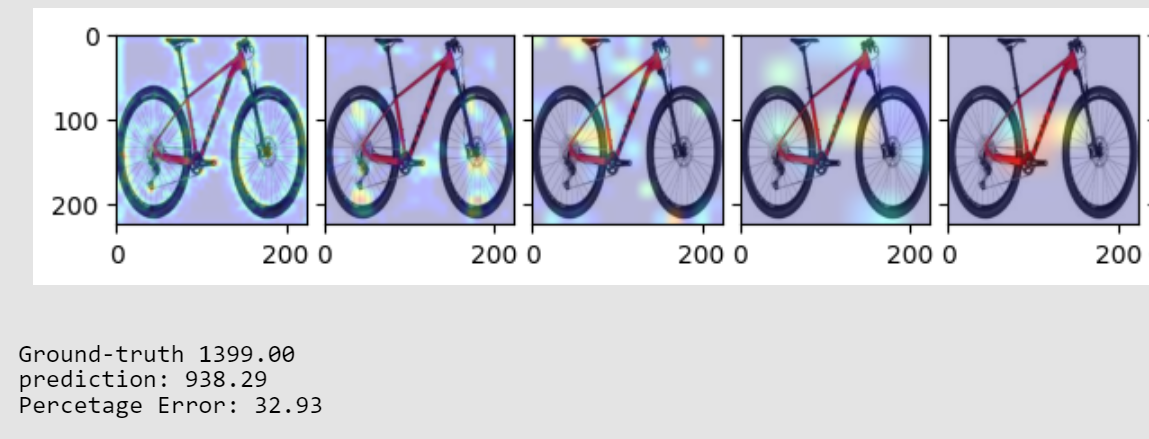 0
100
200
0 200 0 200 0 200 0 200 0 200
Ground-truth 1399.00
prediction: 938.29
Percetage Error: 32.93